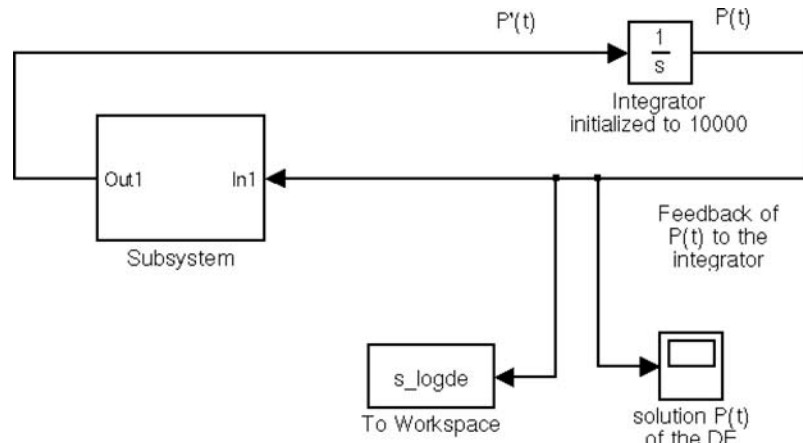 P'(t)
P(t)
1
s
Integrator
initialized to 10000
Out1
In1
Subsystem
Feedback of
P(t) to the
integrator
s_logde
To Workspace
solution P(t)
of the DE